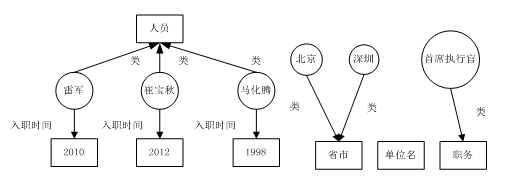 人员
类
类
类
北京
深圳
首席执行官
雷军
崔宝秋
马化腾
类
类
类
入职时间
入职时间
入职时间
2010
2012
1998
省市
单位名
职务